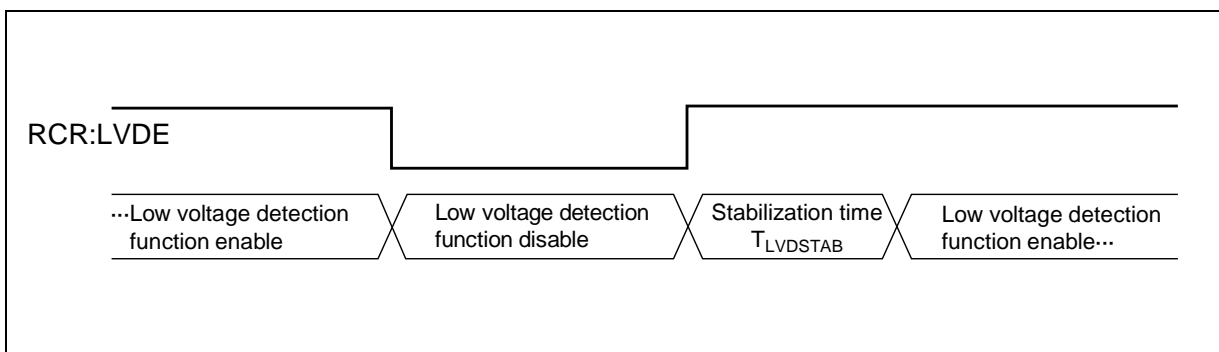 RCR:LVDE
···Low voltage detection
function enable
Low voltage detection
function disable
Stabilization time
TLVDSTAB
Low voltage detection
function enable···